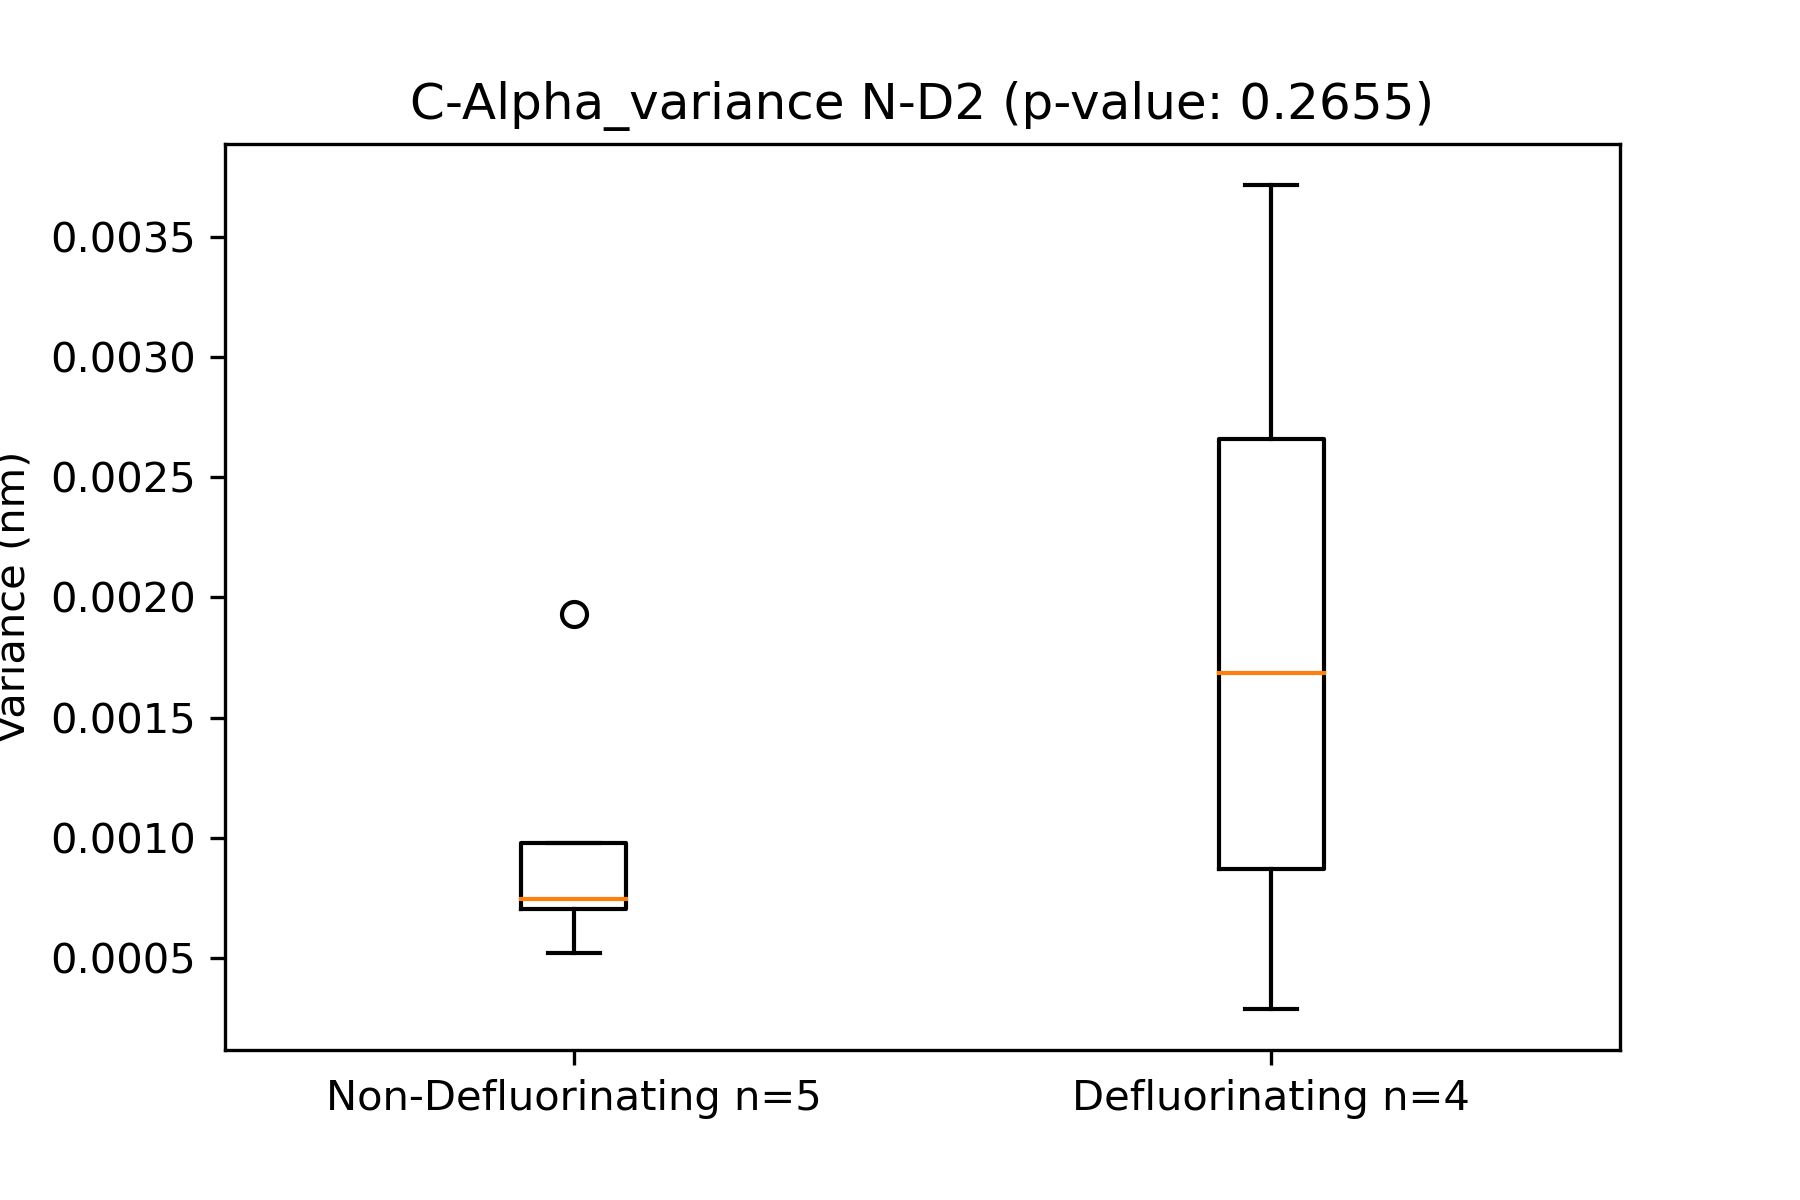 C-Alpha_variance N-D2 (p-value: 0.2655)
0.0035
0.0030
0.0025
0.0020
0.0015
0.0010
0.0005
Variance (nm)
Non-Defluorinating n=5
Defluorinating n=4